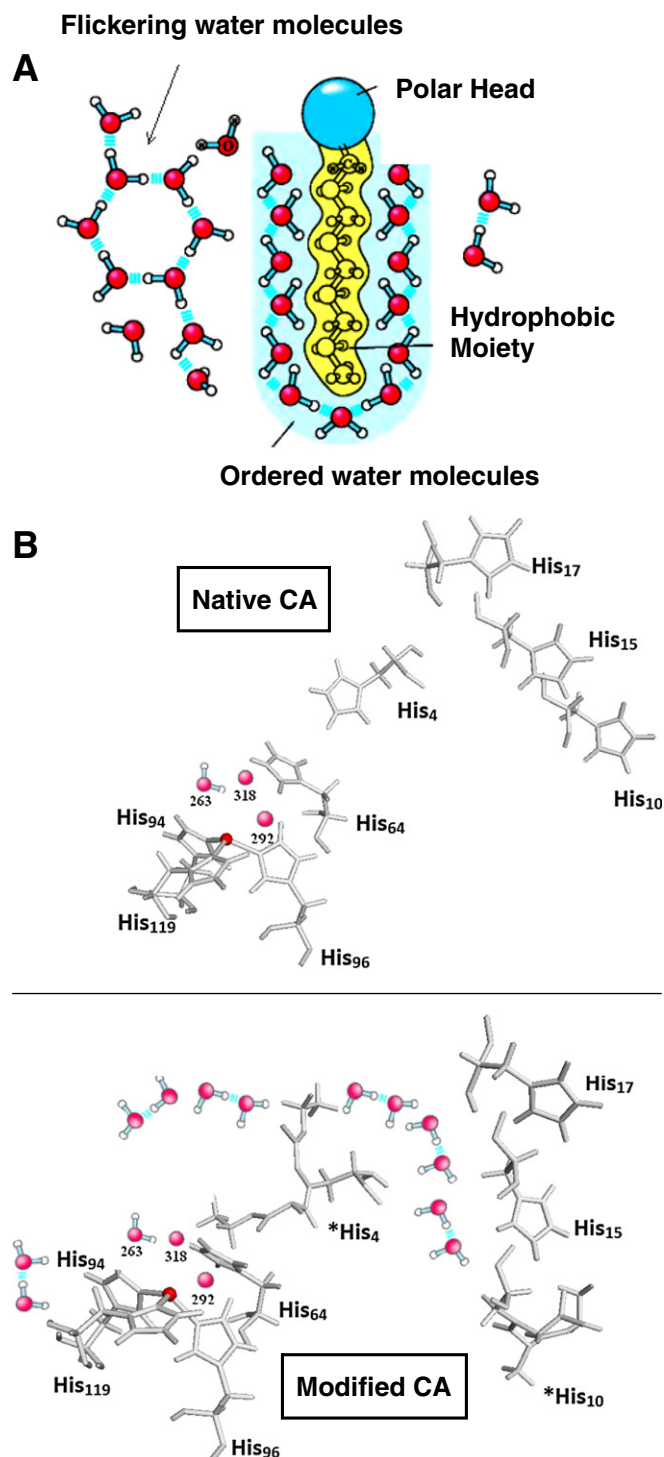 Flickering water molecules
A
Polar Head
O
Hydrophobic
Moiety
Ordered water molecules
B
Native CA
His17
His15
His4
His10
263
318
292
His94
His64
His119
His96
His17
His15
*His4
His94
263
318
292
His64
His119
*His10
Modified CA
His96